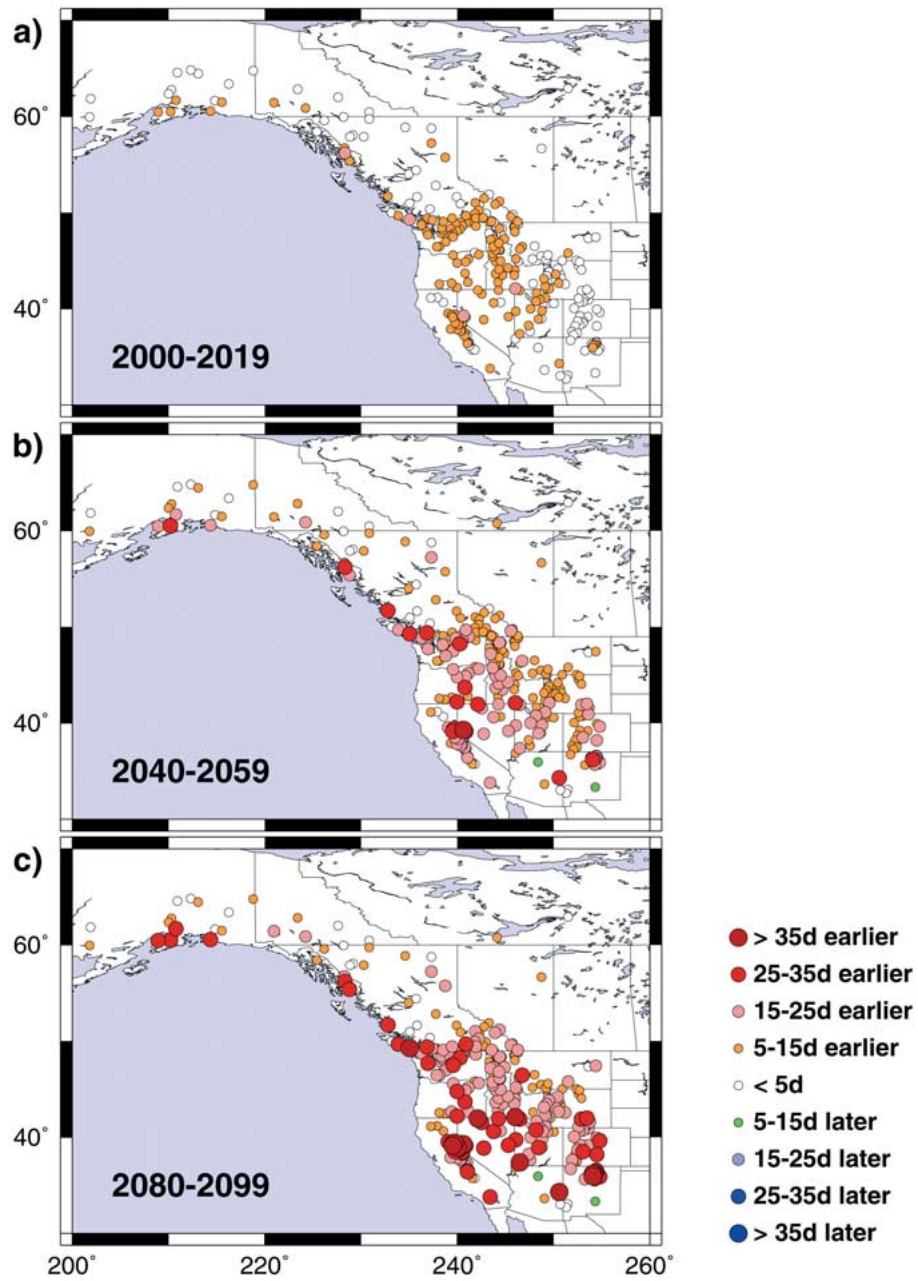 a)
60˚
40˚
2000-2019
b)
60˚
40˚
2040-2059
c)
60˚
40˚
2080-2099
200˚ 220˚ 240˚ 260˚
> 35d earlier
25-35d earlier
15-25d earlier
5-15d earlier
< 5d
5-15d later
15-25d later
25-35d later
> 35d later